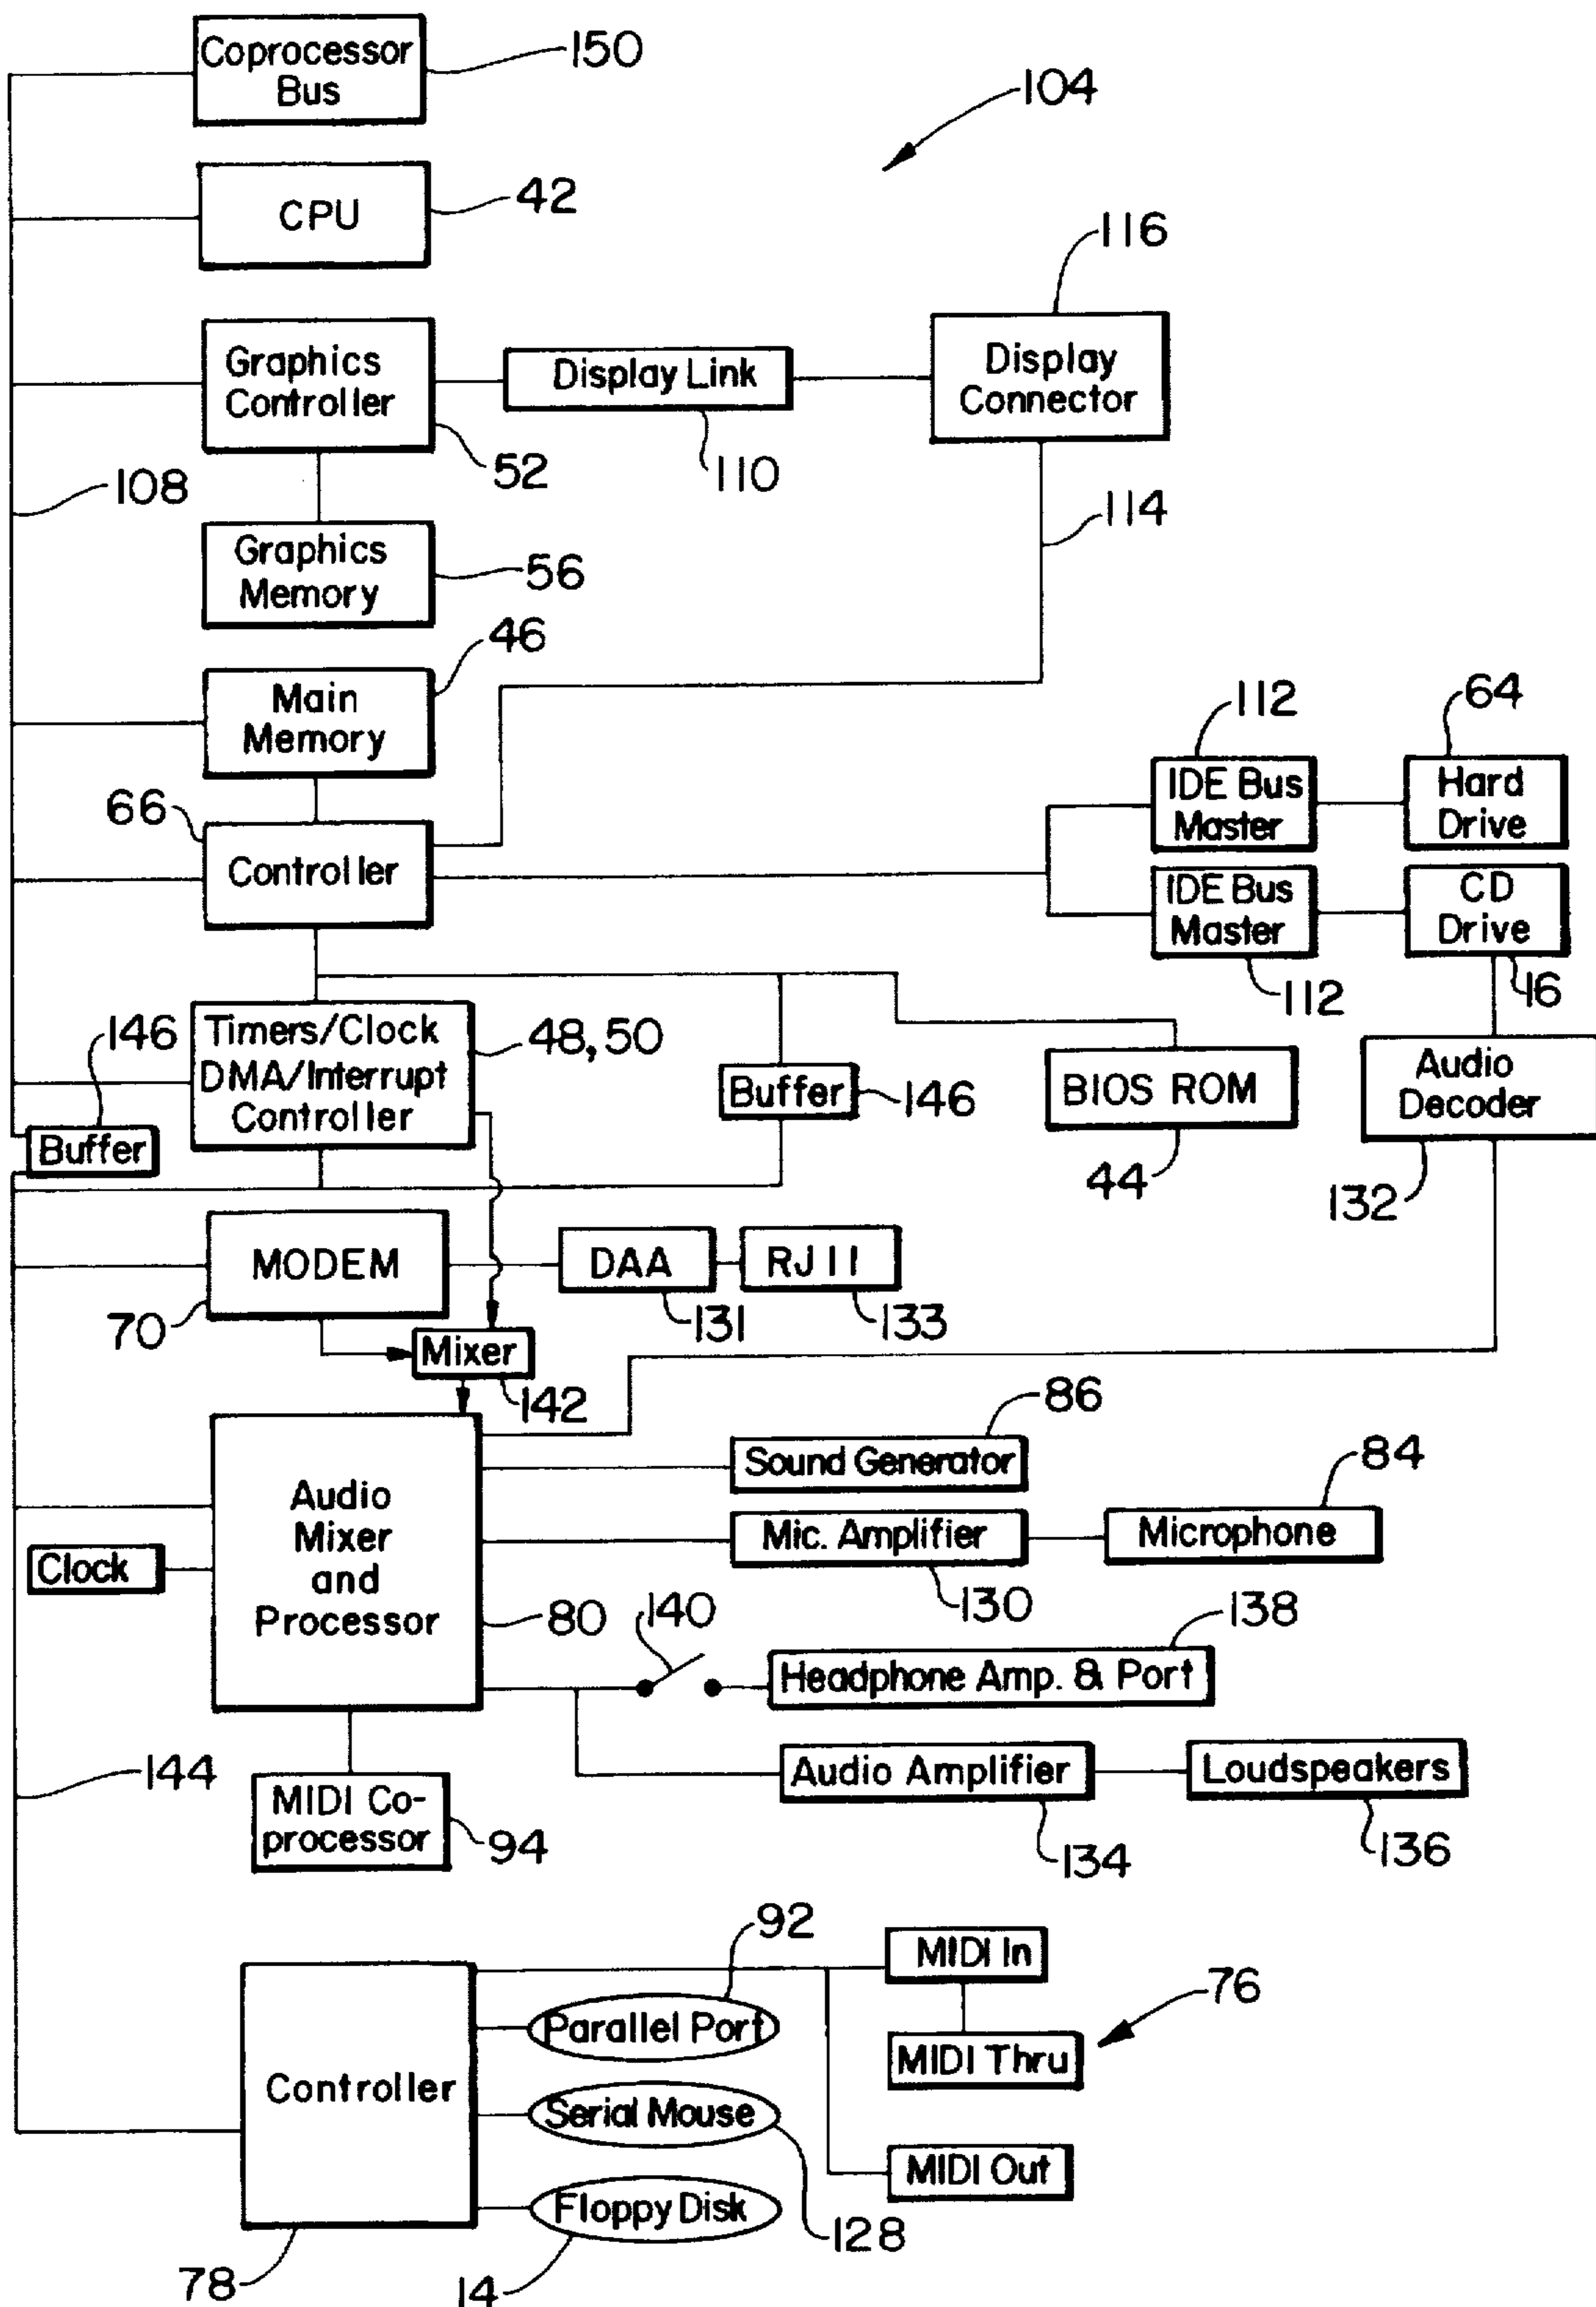 Coprocessor
Bus
150
104
CPU
42
116
Graphics
Controller
Display Link
Display
Connector
52
110
108
114
Graphics
Memory
56
46
Main
Memory
112
64
IDE Bus
Master
Hard
Drive
66
Controller
IDE Bus
Master
CD
Drive
112
16
146
Timers/Clock
DMA/Interrupt
Controller
48,50
Buffer
146
BIOS ROM
Audio
Decoder
Buffer
44
132
MODEM
DAA
RJ11
70
131
133
Mixer
142
86
Sound Generator
84
Audio
Mixer
and
Processor
Mic. Amplifier
Microphone
Clock
130
80
140
138
Headphone Amp. & Port
144
Audio Amplifier
Loudspeakers
MIDI Co-
processor
94
134
136
92
MIDI In
76
Parallel Port
MIDI Thru
Controller
Serial Mouse
MIDI Out
Floppy Disk
128
78
14